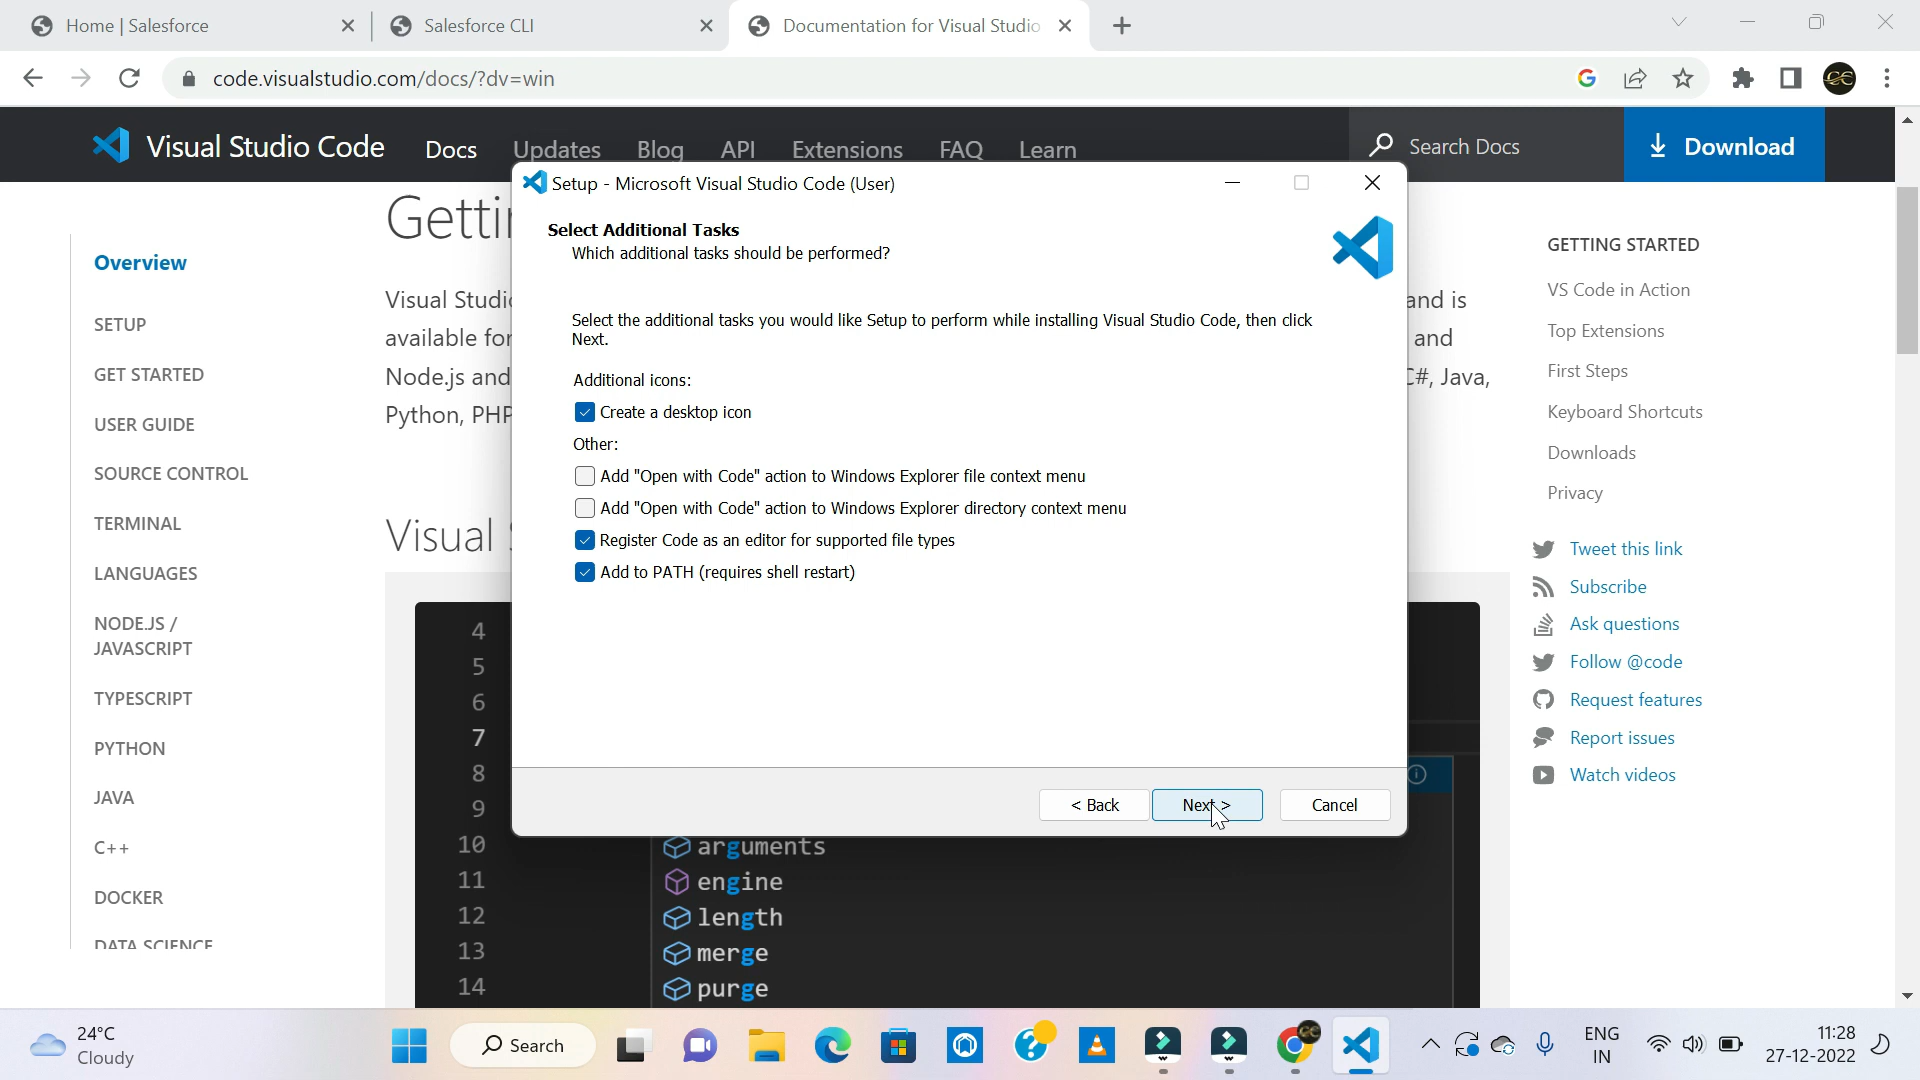 Home | Salesforce
Salesforce CLI
Documentation for Visual Studio
code.visualstudio.com/docs/?dv=win
Visual Studio Code
Docs
Updates
Blog
API
Extensions
FAQ
Learn
Search Docs
Download
Setup - Microsoft Visual Studio Code (User)
Select Additional Tasks
Which additional tasks should be performed?
Select the additional tasks you would like Setup to perform while installing Visual Studio Code, then click
Next.
Additional icons:
Create a desktop icon
Other:
Add "Open with Code" action to Windows Explorer file context menu
Add "Open with Code" action to Windows Explorer directory context menu
Register Code as an editor for supported file types
Add to PATH (requires shell restart)
< Back
Next >
Cancel
Overview
SETUP
GET STARTED
USER GUIDE
SOURCE CONTROL
TERMINAL
LANGUAGES
NODE.JS /
JAVASCRIPT
TYPESCRIPT
PYTHON
JAVA
C++
DOCKER
DATA SCIENCE
Visual
and is
available
and
Node.js and
C#, Java,
Python,
Visual
4
5
6
7
8
9
10
11
12
13
14
arguments
engine
length
merge
purge
GETTING STARTED
VS Code in Action
Top Extensions
First Steps
Keyboard Shortcuts
Downloads
Privacy
Tweet this link
Subscribe
Ask questions
Follow @code
Request features
Report issues
Watch videos
24°C
Cloudy
Search
ENG
IN
11:28
27-12-2022